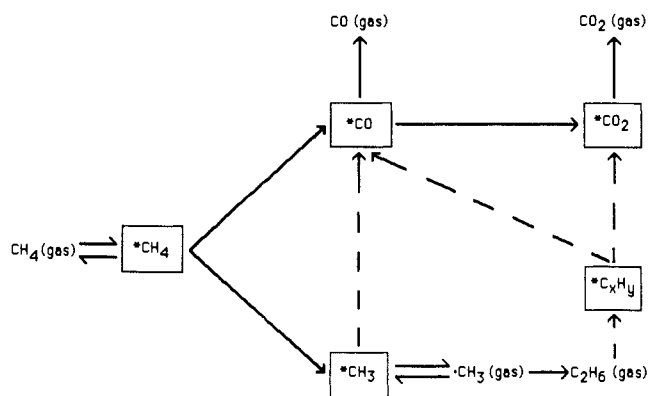 CO (gas)
CO₂ (gas)
*CO
*CO₂
CH₄ (gas)
*CH₄
*CₓHy
*CH₃
·CH₃ (gas)
C₂H₆ (gas)